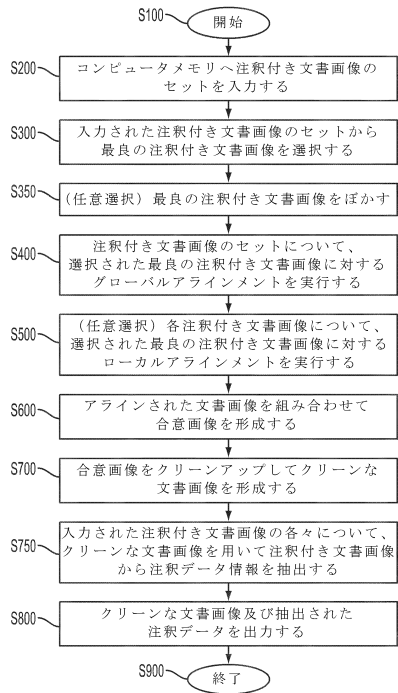 S100
開始
S200
コンピュータメモリへ注釈付き文書画像の
セットを入力する
S300
入力された注釈付き文書画像のセットから
最良の注釈付き文書画像を選択する
S350
(任意選択) 最良の注釈付き文書画像をぼかす
S400
注釈付き文書画像のセットについて、
選択された最良の注釈付き文書画像に対する
グローバルアラインメントを実行する
S500
(任意選択) 各注釈付き文書画像について、
選択された最良の注釈付き文書画像に対する
ローカルアラインメントを実行する
S600
アラインされた文書画像を組み合わせて
合意画像を形成する
S700
合意画像をクリーンアップしてクリーンな
文書画像を形成する
S750
入力された注釈付き文書画像の各々について、
クリーンな文書画像を用いて注釈付き文書画像
から注釈データ情報を抽出する
S800
クリーンな文書画像及び抽出された
注釈データを出力する
S900
終了